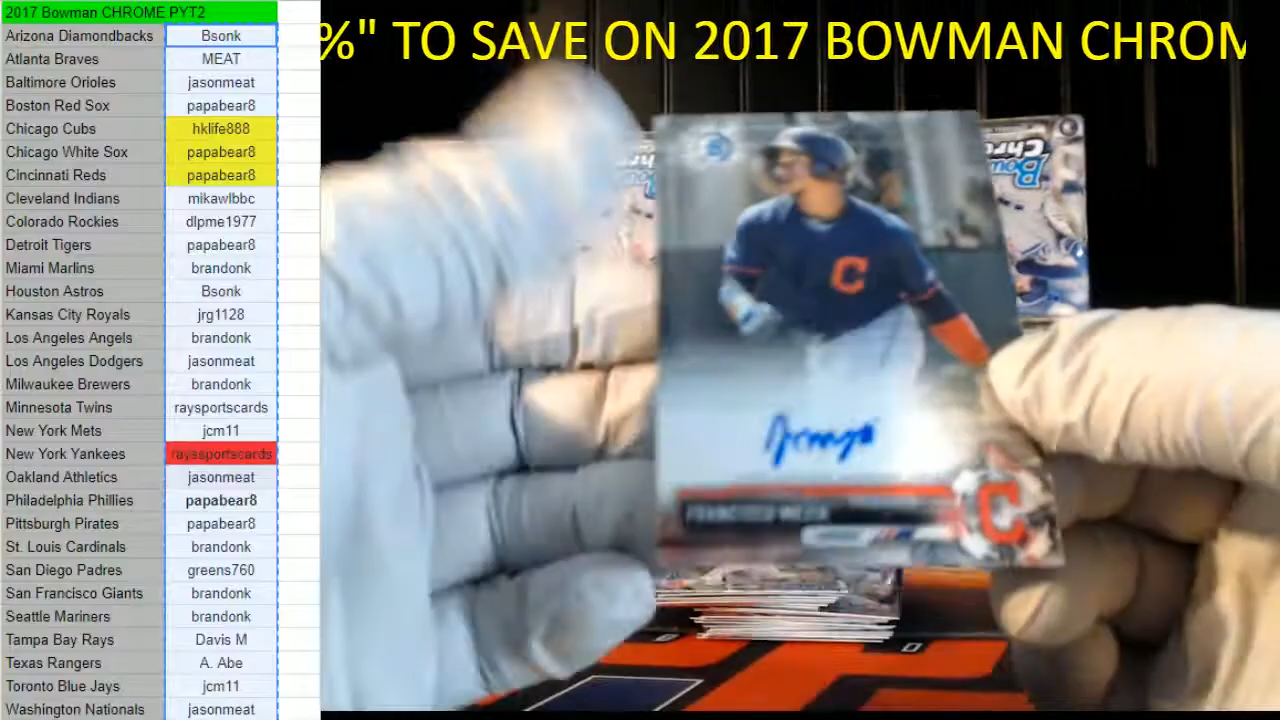 2017 Bowman CHROME PYT2
Arizona Diamondbacks Bsonk
Atlanta Braves MEAT
Baltimore Orioles jasonmeat
Boston Red Sox papabear8
Chicago Cubs hklife888
Chicago White Sox papabear8
Cincinnati Reds papabear8
Cleveland Indians mikawlbbc
Colorado Rockies dlpme1977
Detroit Tigers papabear8
Miami Marlins brandonk
Houston Astros Bsonk
Kansas City Royals jrg1128
Los Angeles Angels brandonk
Los Angeles Dodgers jasonmeat
Milwaukee Brewers brandonk
Minnesota Twins raysportscards
New York Mets jcm11
New York Yankees rayssportscards
Oakland Athletics jasonmeat
Philadelphia Phillies papabear8
Pittsburgh Pirates papabear8
St. Louis Cardinals brandonk
San Diego Padres greens760
San Francisco Giants brandonk
Seattle Mariners brandonk
Tampa Bay Rays Davis M
Texas Rangers A. Abe
Toronto Blue Jays jcm11
Washington Nationals jasonmeat
%" TO SAVE ON 2017 BOWMAN CHROM
C
FRANCISCO MEJIA
C